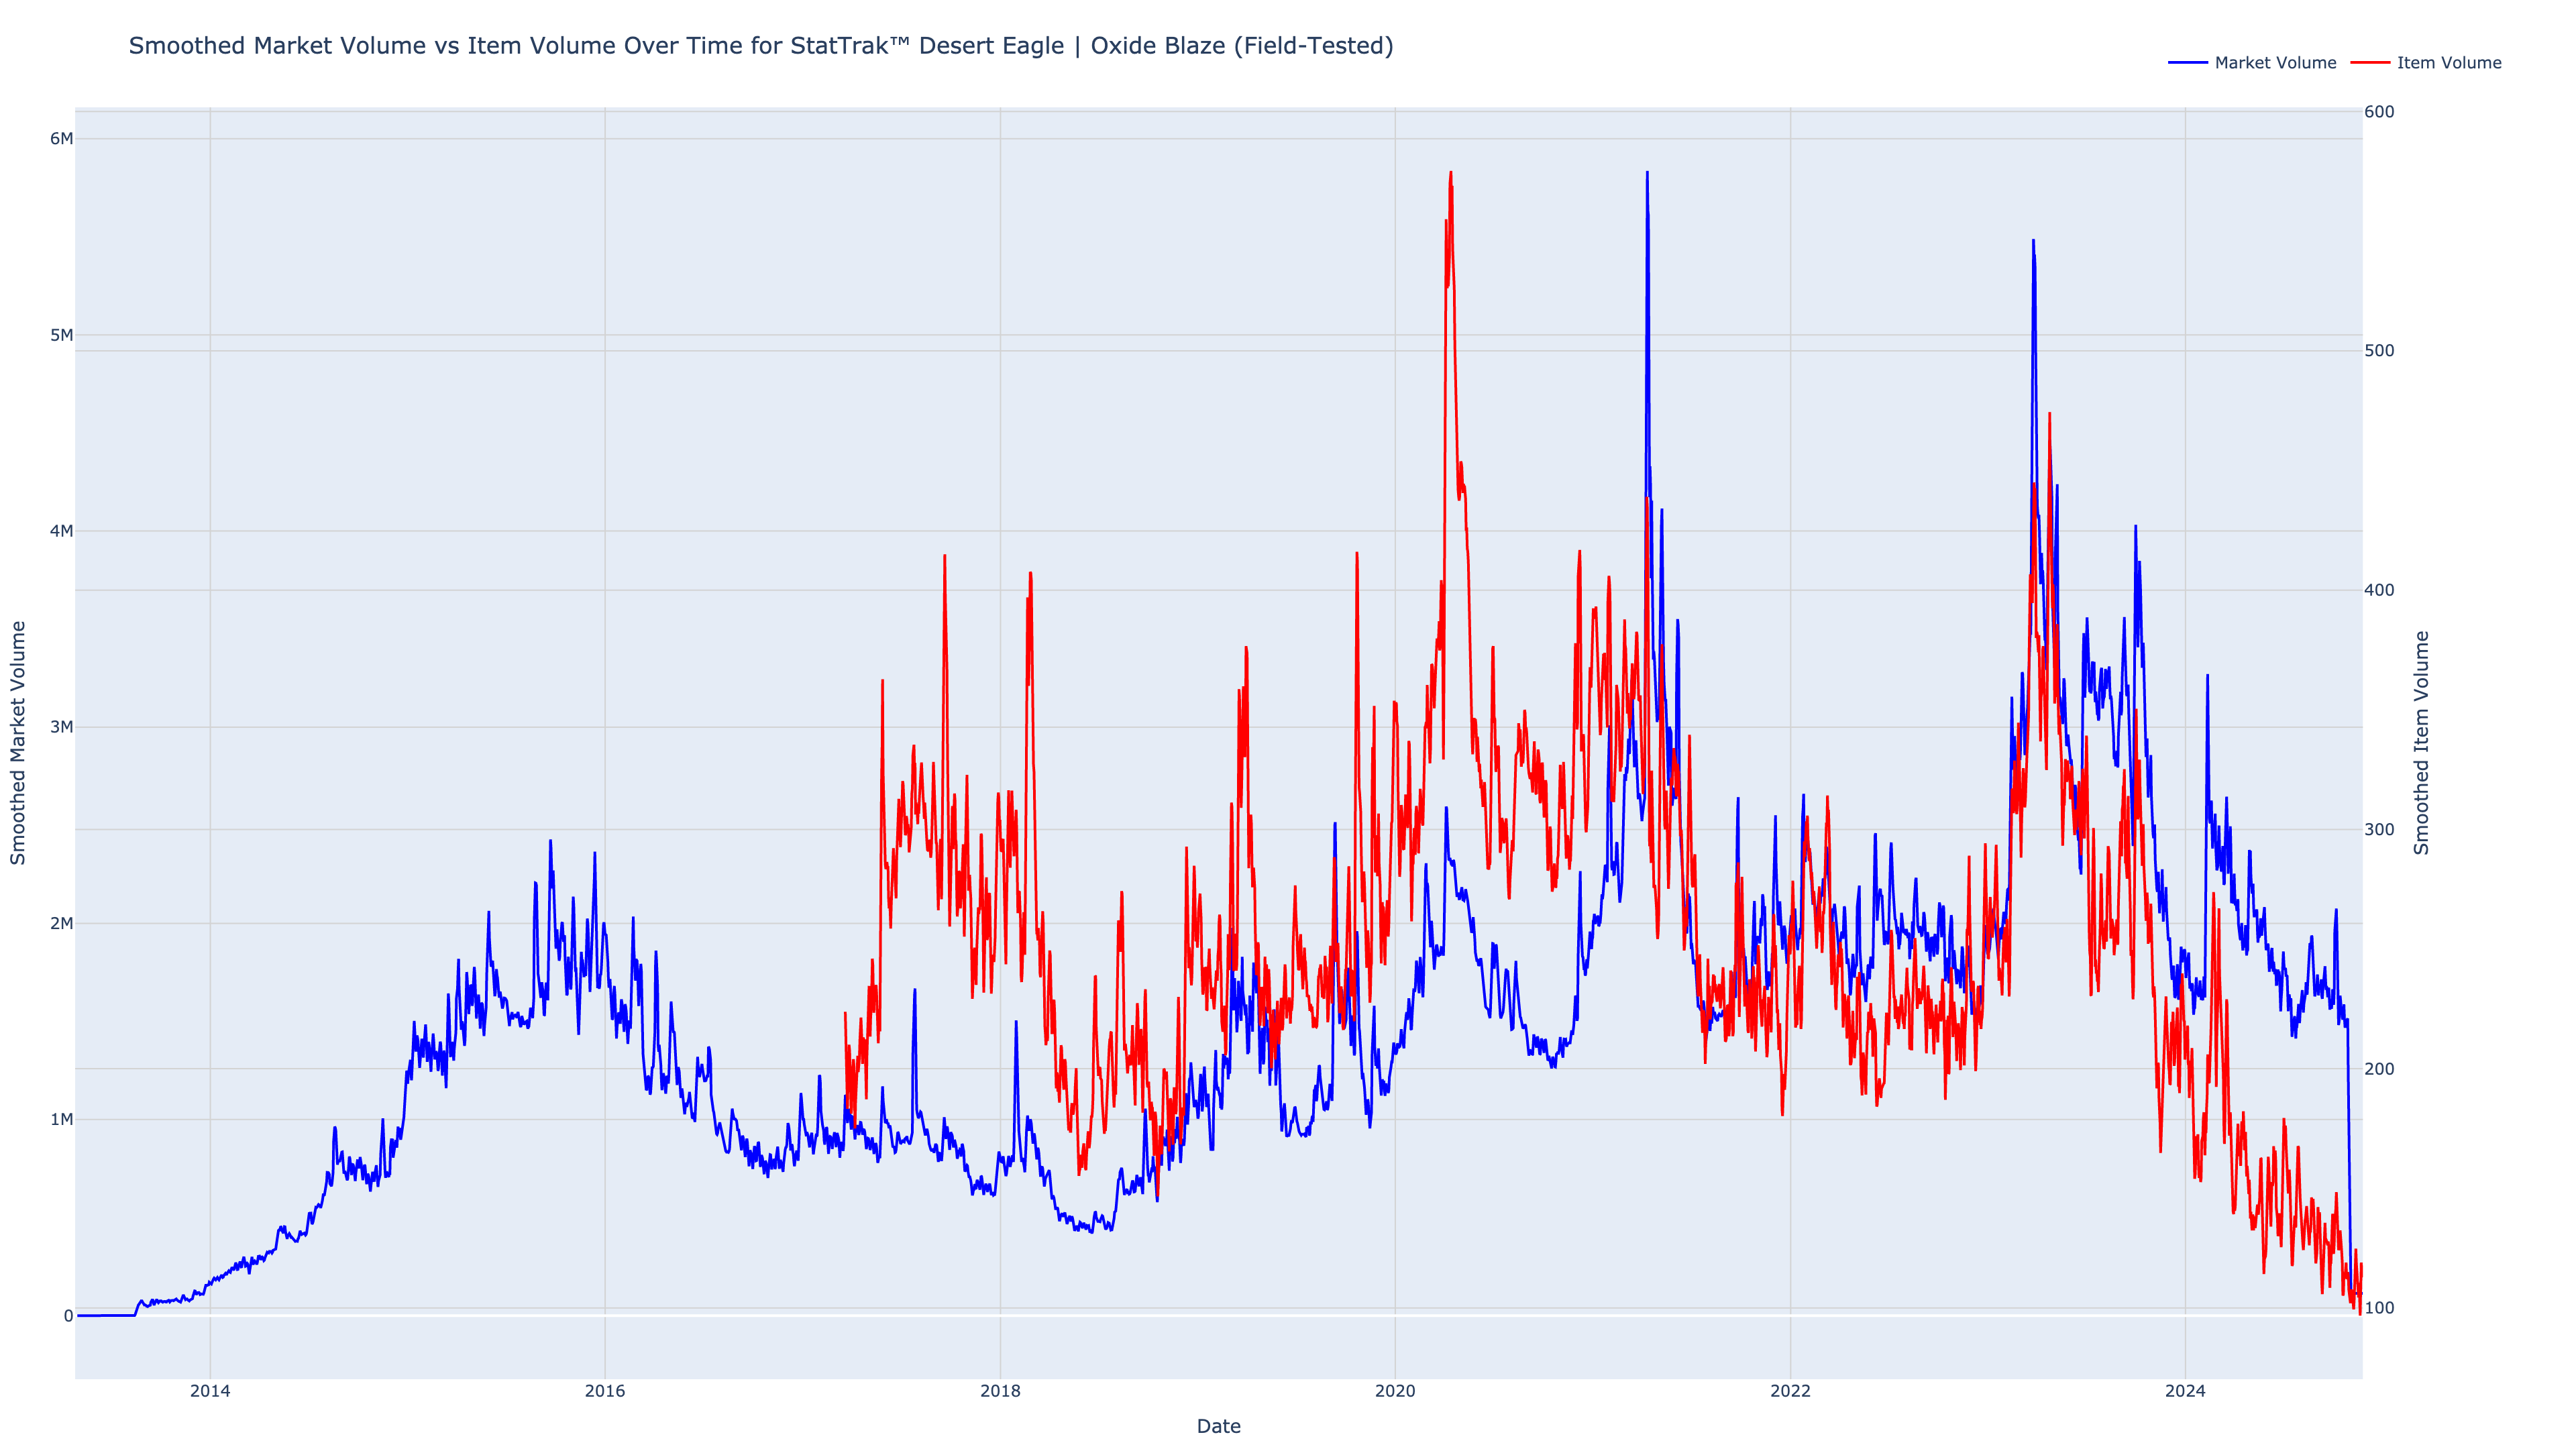 Smoothed Market Volume vs Item Volume Over Time for StatTrak™ Desert Eagle | Oxide Blaze (Field-Tested)
Market Volume
Item Volume
6M
5M
4M
3M
2M
1M
0
Smoothed Market Volume
600
500
400
300
200
100
Smoothed Item Volume
2014
2016
2018
2020
2022
2024
Date